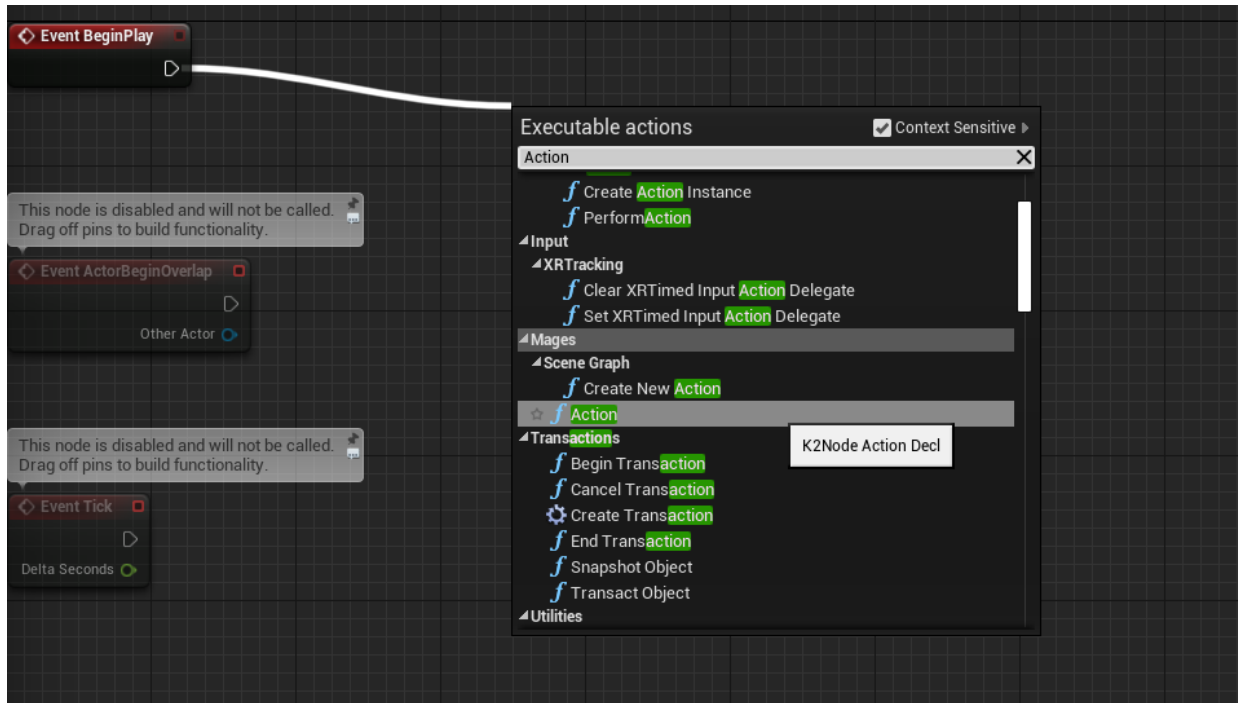 Event BeginPlay
Executable actions
Context Sensitive
Action
Create Action Instance
PerformAction
Input
XRTracking
Clear XRTimed Input Action Delegate
Set XRTimed Input Action Delegate
Mages
Scene Graph
Create New Action
Action
K2Node Action Decl
Transactions
Begin Transaction
Cancel Transaction
Create Transaction
End Transaction
Snapshot Object
Transact Object
Utilities
This node is disabled and will not be called.
Drag off pins to build functionality.
Event ActorBeginOverlap
Other Actor
This node is disabled and will not be called.
Drag off pins to build functionality.
Event Tick
Delta Seconds